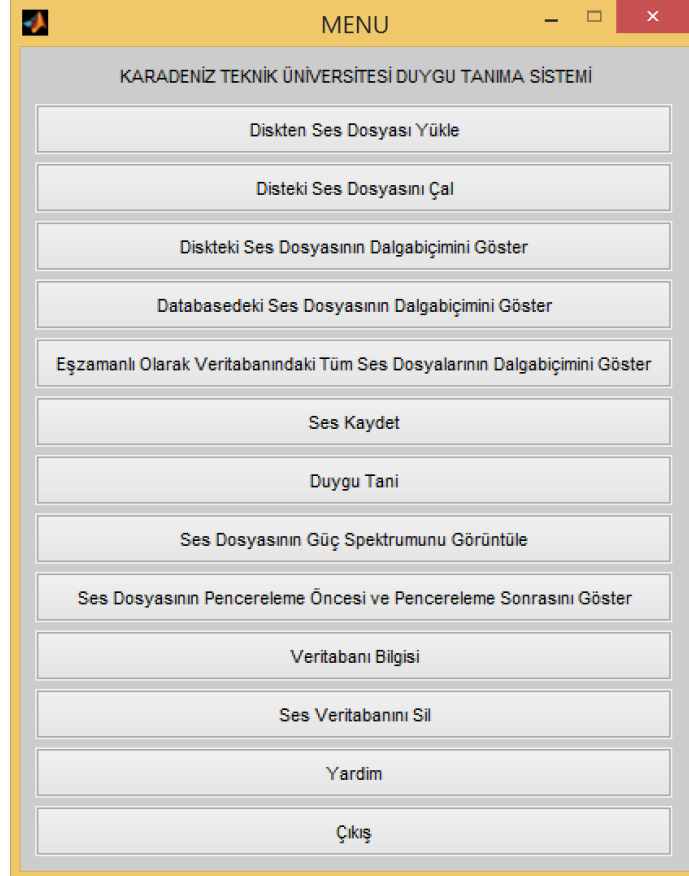 MENU
KARADENİZ TEKNİK ÜNİVERSİTESİ DUYGU TANIMA SİSTEMİ
Diskten Ses Dosyası Yükle
Disteki Ses Dosyasını Çal
Diskteki Ses Dosyasının Dalgabiçimini Göster
Databasedeki Ses Dosyasının Dalgabiçimini Göster
Eşzamanlı Olarak Veritabanındaki Tüm Ses Dosyalarının Dalgabiçimini Göster
Ses Kaydet
Duygu Tani
Ses Dosyasının Güç Spektrumunu Görüntüle
Ses Dosyasının Pencereleme Öncesi ve Pencereleme Sonrasını Göster
Veritabanı Bilgisi
Ses Veritabanını Sil
Yardim
Çıkış